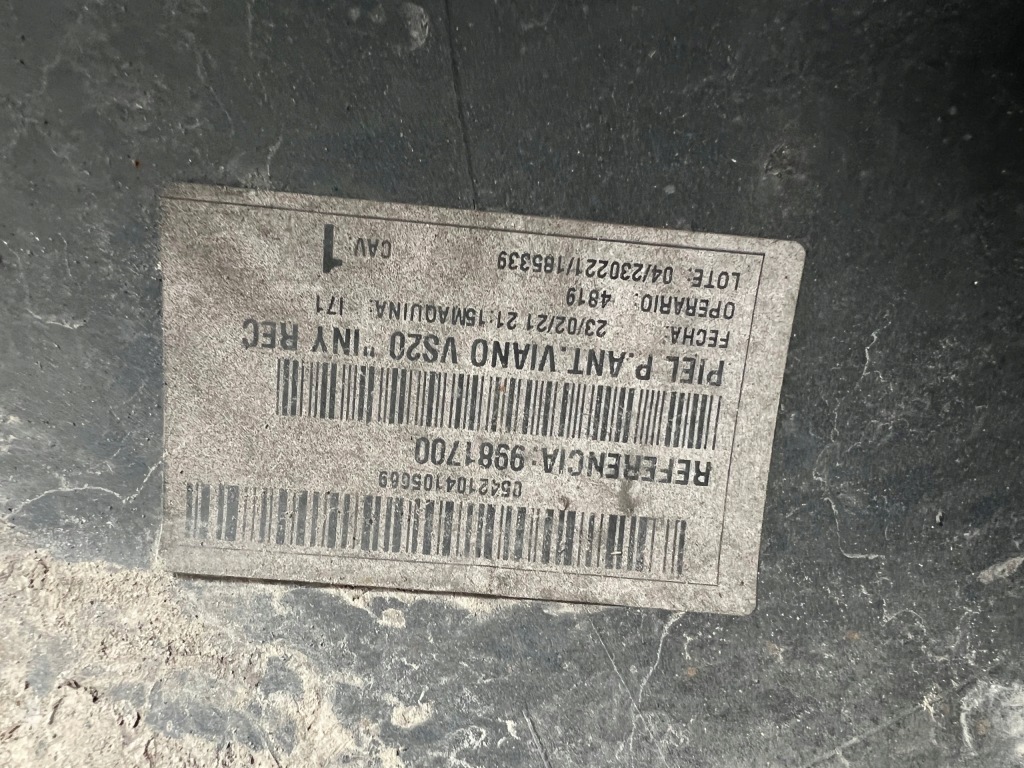 0542104105669
REFERENCIA: 9981700
PIEL P.ANT.VIANO VS20 "INY REC
FECHA: 23/02/21 21:15MAQUINA: I71
OPERARIO: 4819
LOTE: 04/230221/185339
CAV: 1